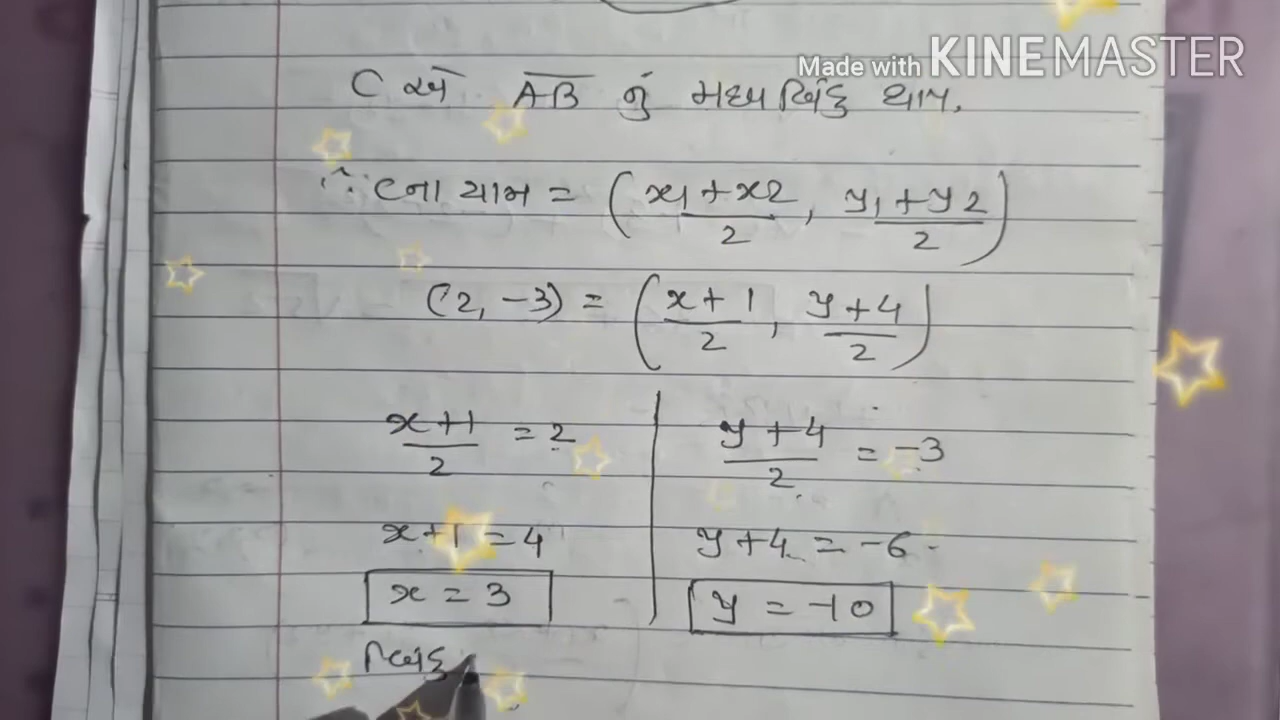 Made with KINEMASTER
C એ AB નું મધ્યબિંદુ થાય.
∴ C ના યામ = (x1 + x2 / 2, y1 + y2 / 2)
(2, -3) = (x + 1 / 2, y + 4 / 2)
x + 1 / 2 = 2
x + 1 = 4
x = 3
y + 4 / 2 = -3
y + 4 = -6
y = -10
બિંદુ